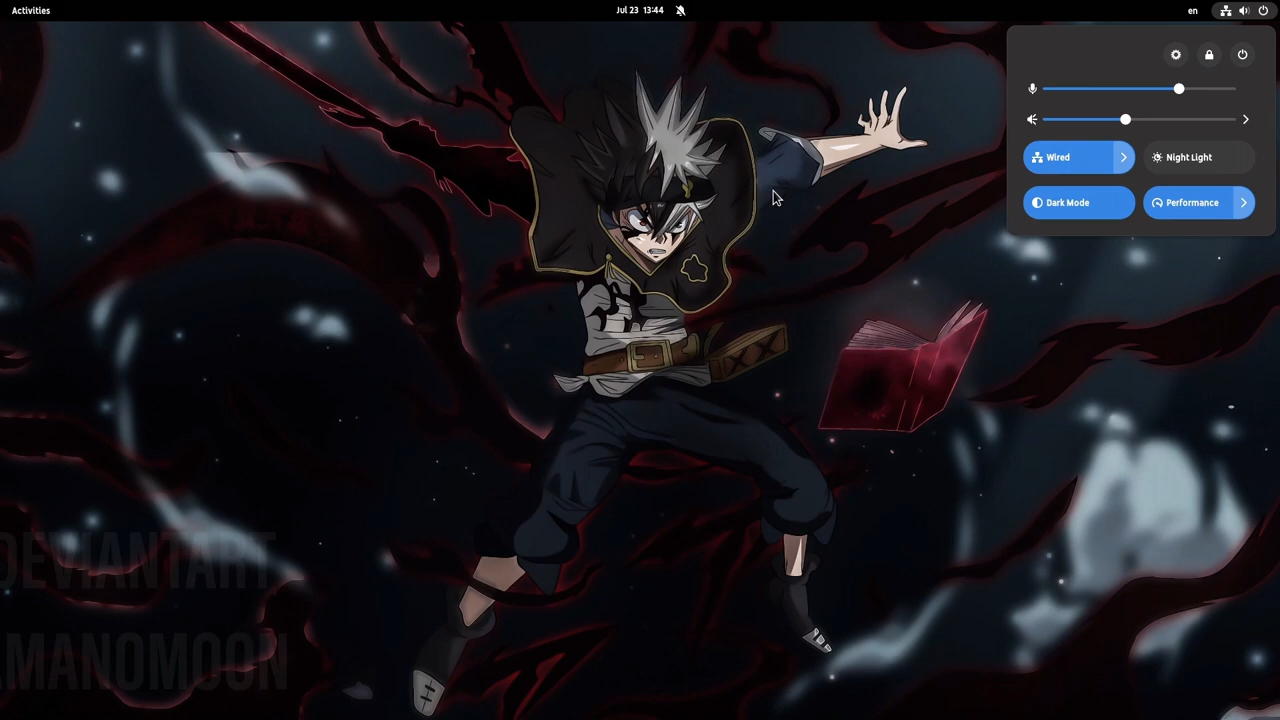 Activities
Jul 23 13:44
en
Wired
Night Light
Dark Mode
Performance
DEVIANTART
AMANOMOON